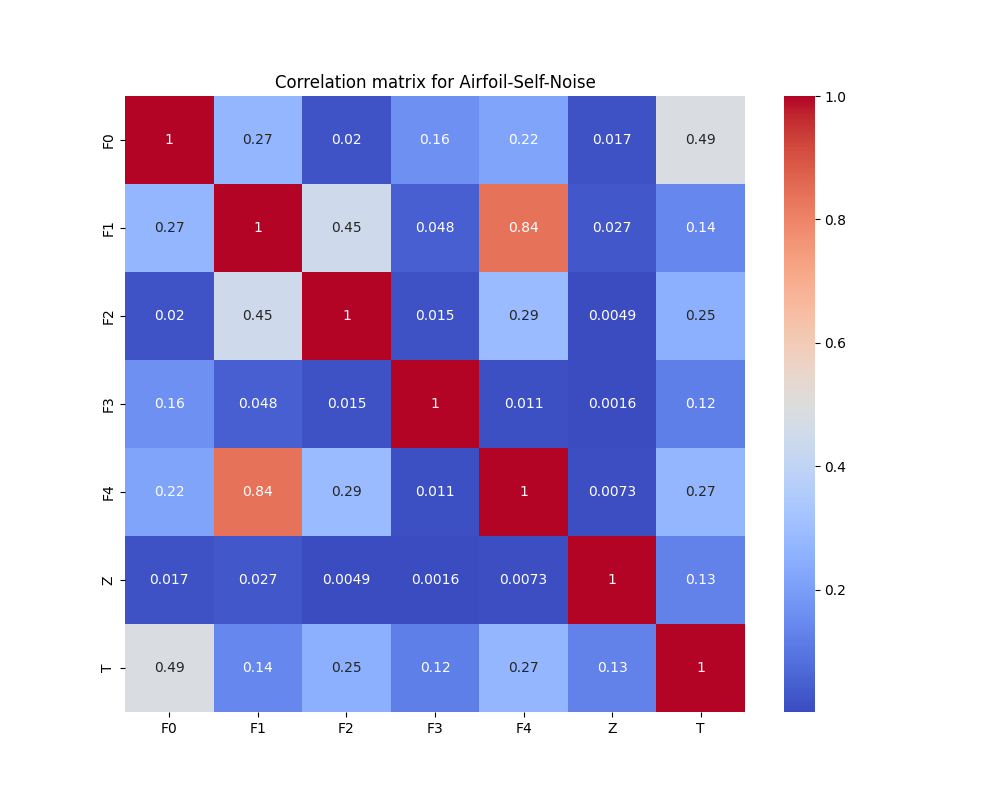 Correlation matrix for Airfoil-Self-Noise
F0 1 0.27 0.02 0.16 0.22 0.017 0.49
F1 0.27 1 0.45 0.048 0.84 0.027 0.14
F2 0.02 0.45 1 0.015 0.29 0.0049 0.25
F3 0.16 0.048 0.015 1 0.011 0.0016 0.12
F4 0.22 0.84 0.29 0.011 1 0.0073 0.27
Z 0.017 0.027 0.0049 0.0016 0.0073 1 0.13
T 0.49 0.14 0.25 0.12 0.27 0.13 1
F0 F1 F2 F3 F4 Z T
1.0
0.8
0.6
0.4
0.2